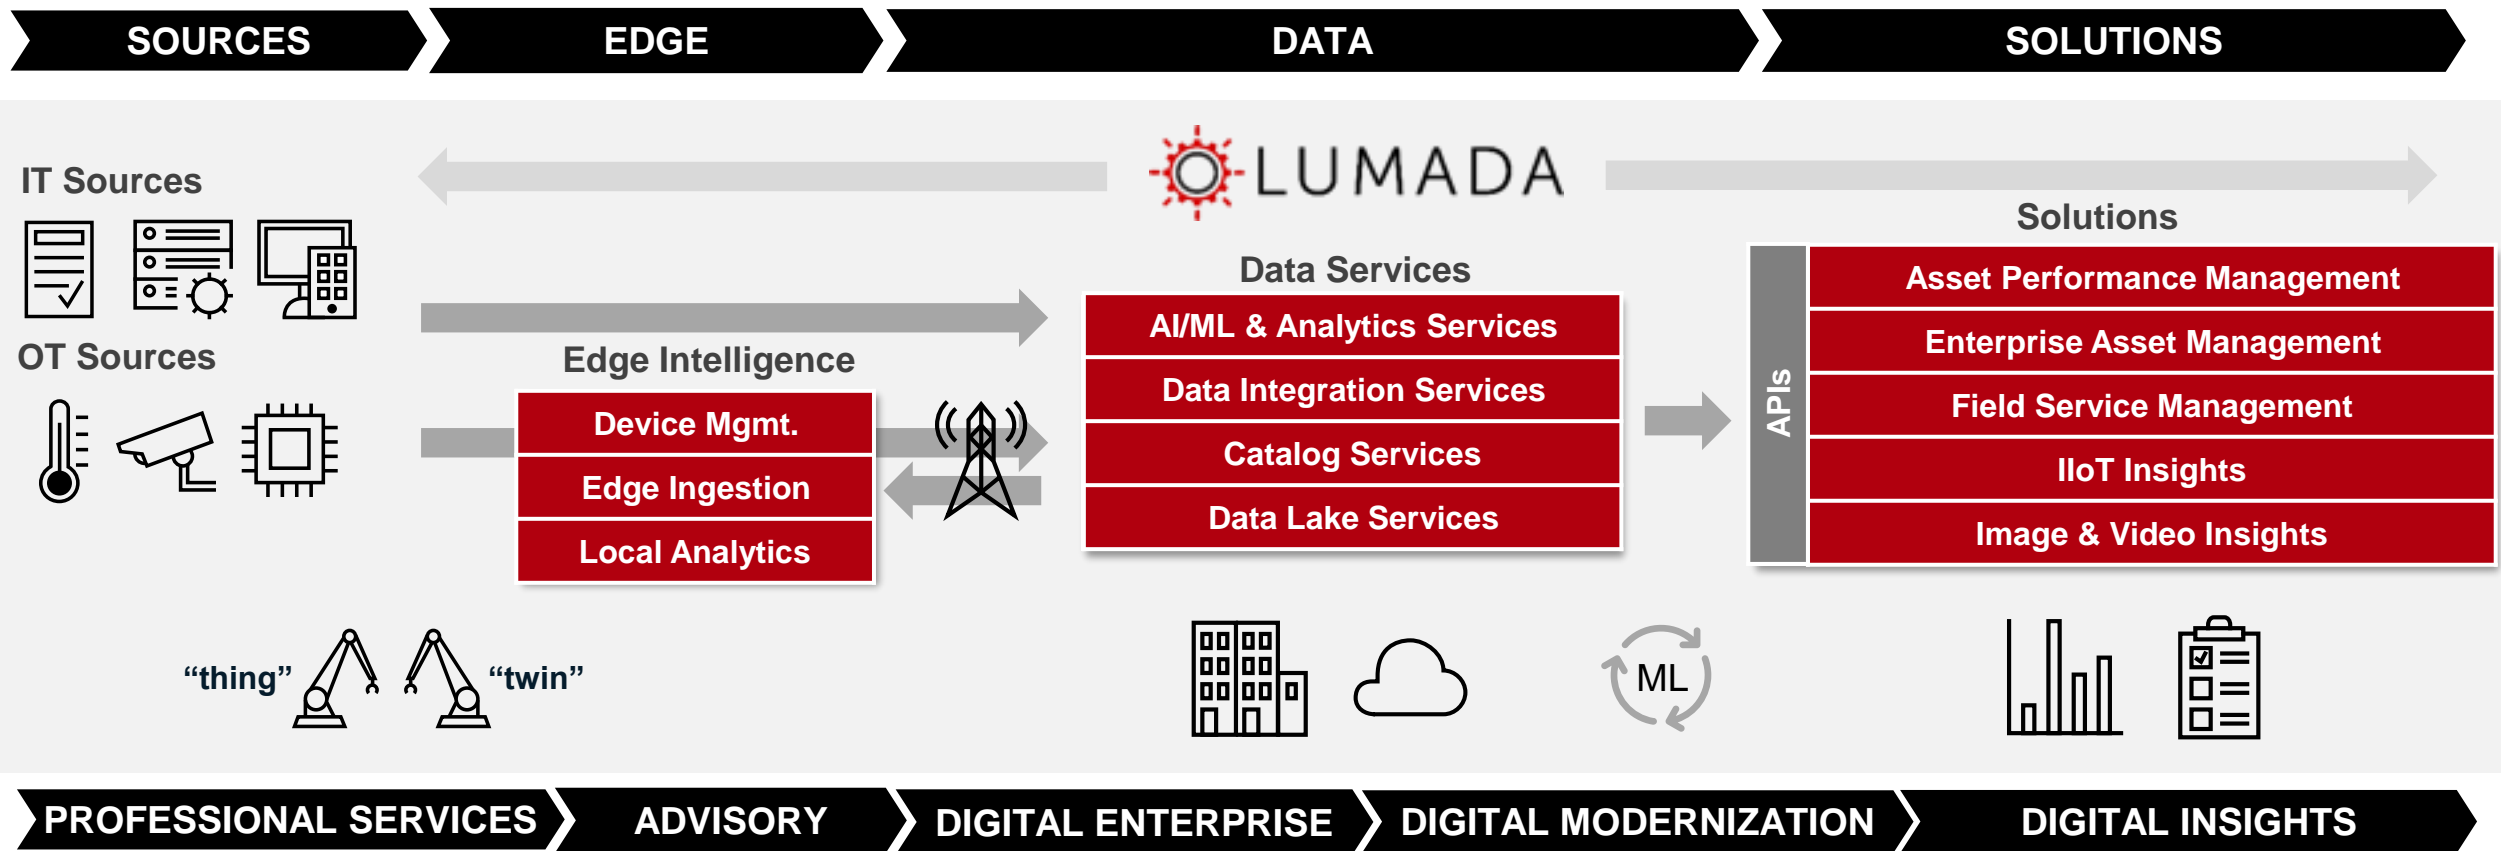 SOURCES
EDGE
DATA
SOLUTIONS
LUMADA
IT Sources
OT Sources
Edge Intelligence
Device Mgmt.
Edge Ingestion
Local Analytics
Data Services
AI/ML & Analytics Services
Data Integration Services
Catalog Services
Data Lake Services
Solutions
APIs
Asset Performance Management
Enterprise Asset Management
Field Service Management
IIoT Insights
Image & Video Insights
“thing”
“twin”
ML
PROFESSIONAL SERVICES
ADVISORY
DIGITAL ENTERPRISE
DIGITAL MODERNIZATION
DIGITAL INSIGHTS